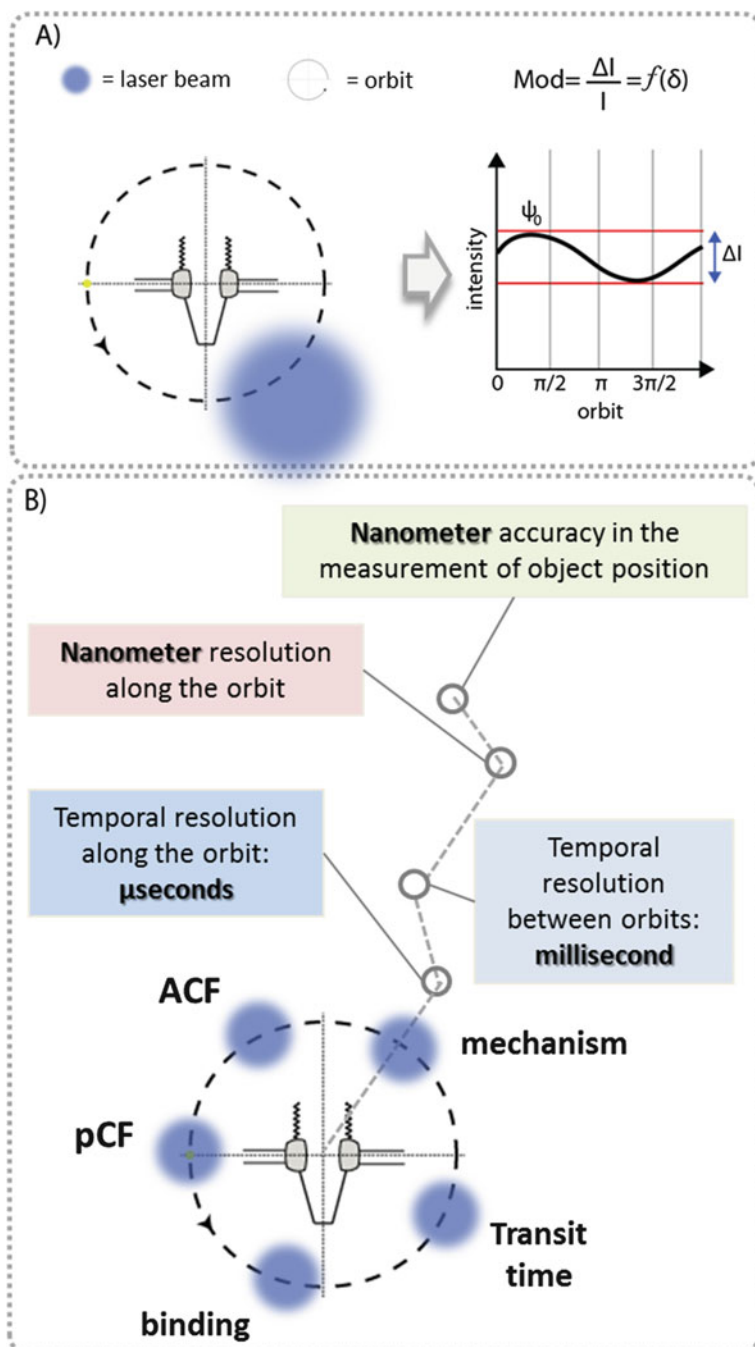 A)
= laser beam
= orbit
Mod= ΔI/I =f(δ)
ψ0
intensity
ΔI
0 π/2 π 3π/2
orbit
B)
Nanometer accuracy in the
measurement of object position
Nanometer resolution
along the orbit
Temporal resolution
along the orbit:
μseconds
Temporal
resolution
between orbits:
millisecond
ACF
mechanism
pCF
Transit
time
binding